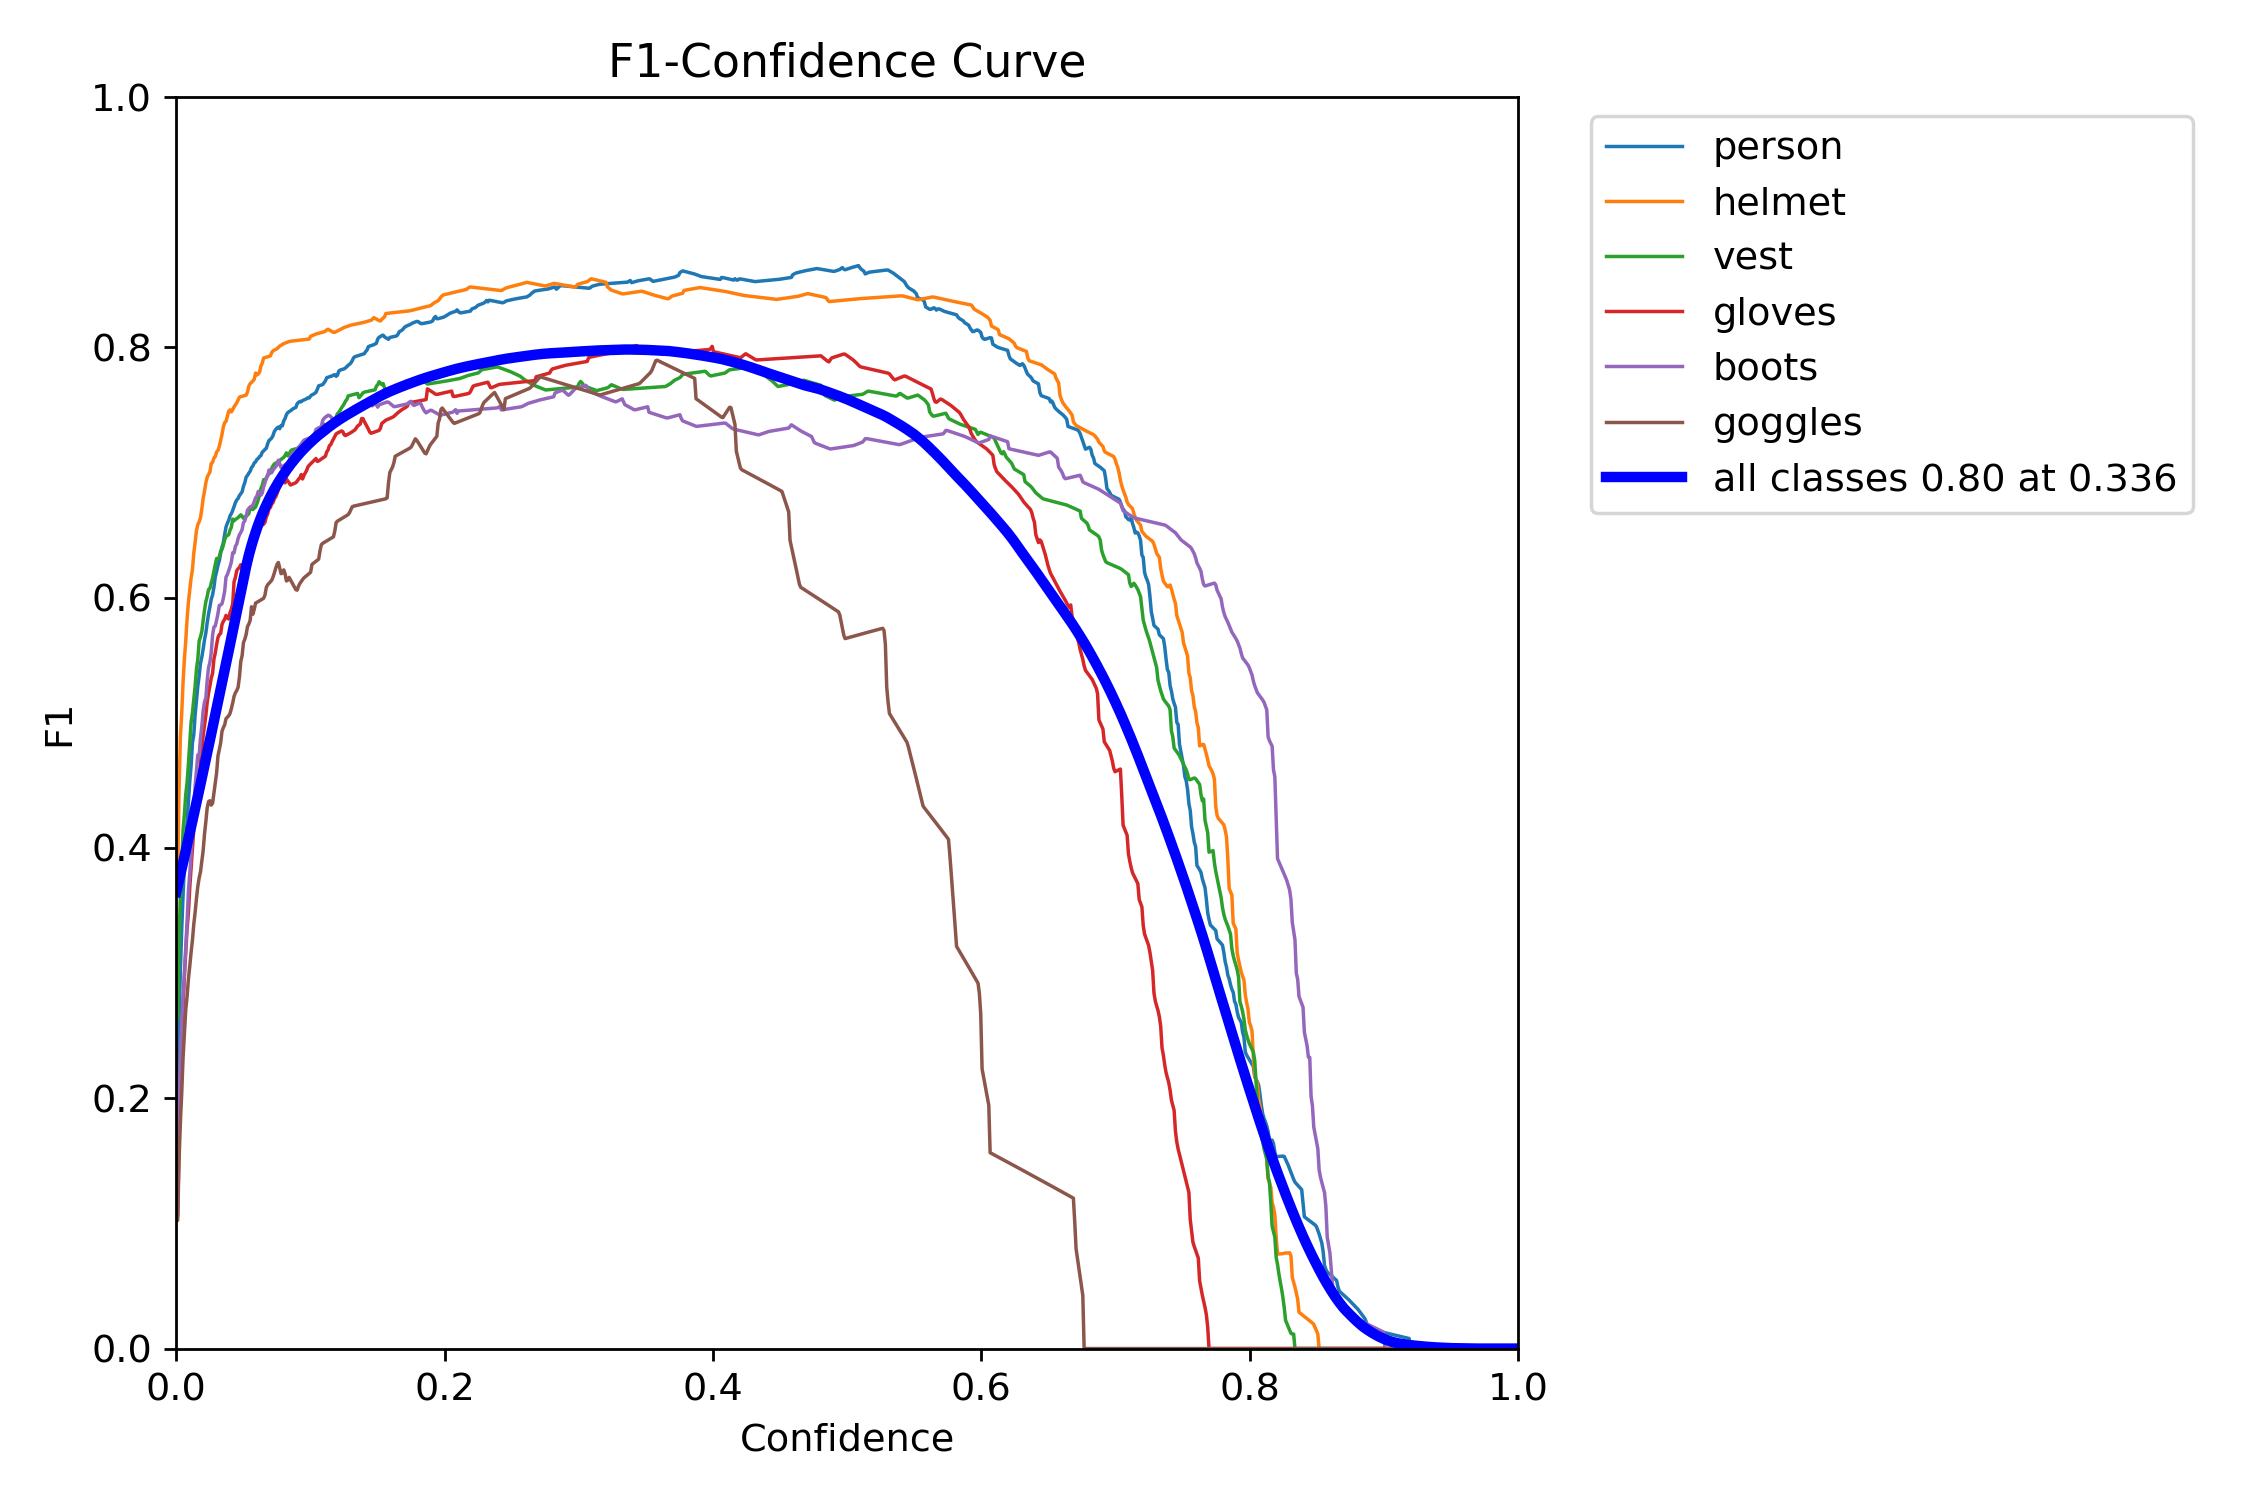 F1-Confidence Curve
1.0
0.8
0.6
0.4
0.2
0.0
F1
0.0 0.2 0.4 0.6 0.8 1.0
Confidence
person
helmet
vest
gloves
boots
goggles
all classes 0.80 at 0.336